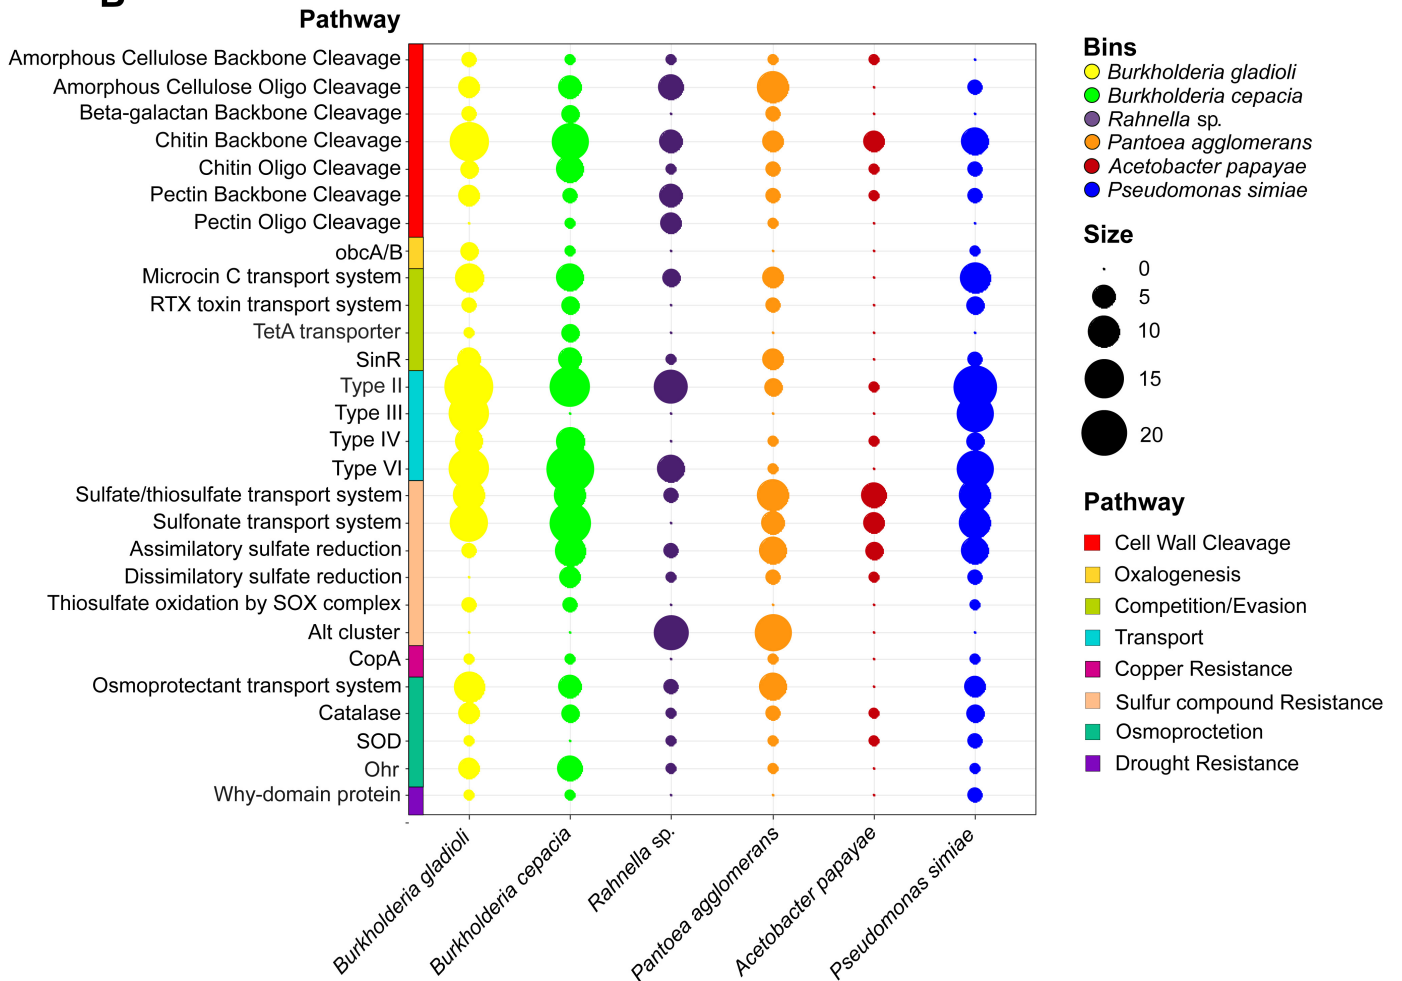 B
Pathway
Amorphous Cellulose Backbone Cleavage
Amorphous Cellulose Oligo Cleavage
Beta-galactan Backbone Cleavage
Chitin Backbone Cleavage
Chitin Oligo Cleavage
Pectin Backbone Cleavage
Pectin Oligo Cleavage
obcA/B
Microcin C transport system
RTX toxin transport system
TetA transporter
SinR
Type II
Type III
Type IV
Type VI
Sulfate/thiosulfate transport system
Sulfonate transport system
Assimilatory sulfate reduction
Dissimilatory sulfate reduction
Thiosulfate oxidation by SOX complex
Alt cluster
CopA
Osmoprotectant transport system
Catalase
SOD
Ohr
Why-domain protein
Burkholderia gladioli
Burkholderia cepacia
Rahnella sp.
Pantoea agglomerans
Acetobacter papayae
Pseudomonas simiae
Bins
Burkholderia gladioli
Burkholderia cepacia
Rahnella sp.
Pantoea agglomerans
Acetobacter papayae
Pseudomonas simiae
Size
0
5
10
15
20
Pathway
Cell Wall Cleavage
Oxalogenesis
Competition/Evasion
Transport
Copper Resistance
Sulfur compound Resistance
Osmoproctetion
Drought Resistance